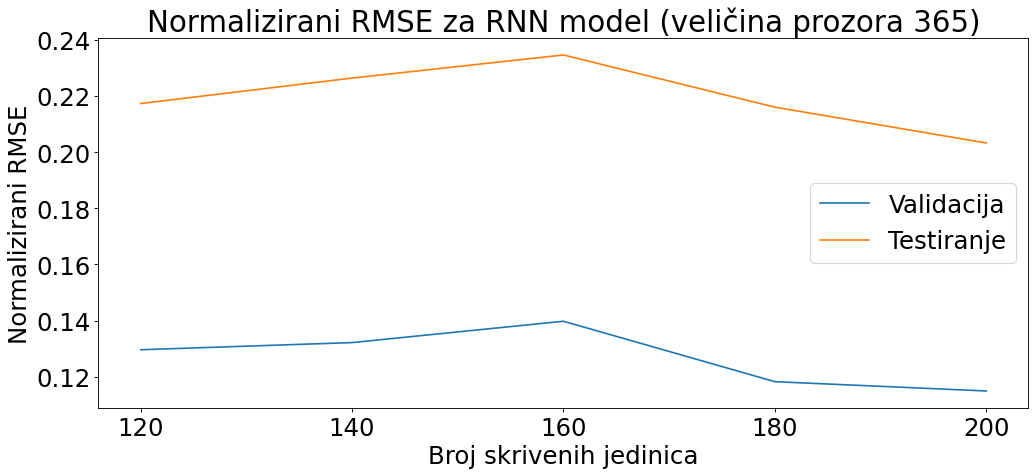 Normalizirani RMSE za RNN model (veličina prozora 365)
Normalizirani RMSE
0.24
0.22
0.20
0.18
0.16
0.14
0.12
Validacija
Testiranje
120 140 160 180 200
Broj skrivenih jedinica